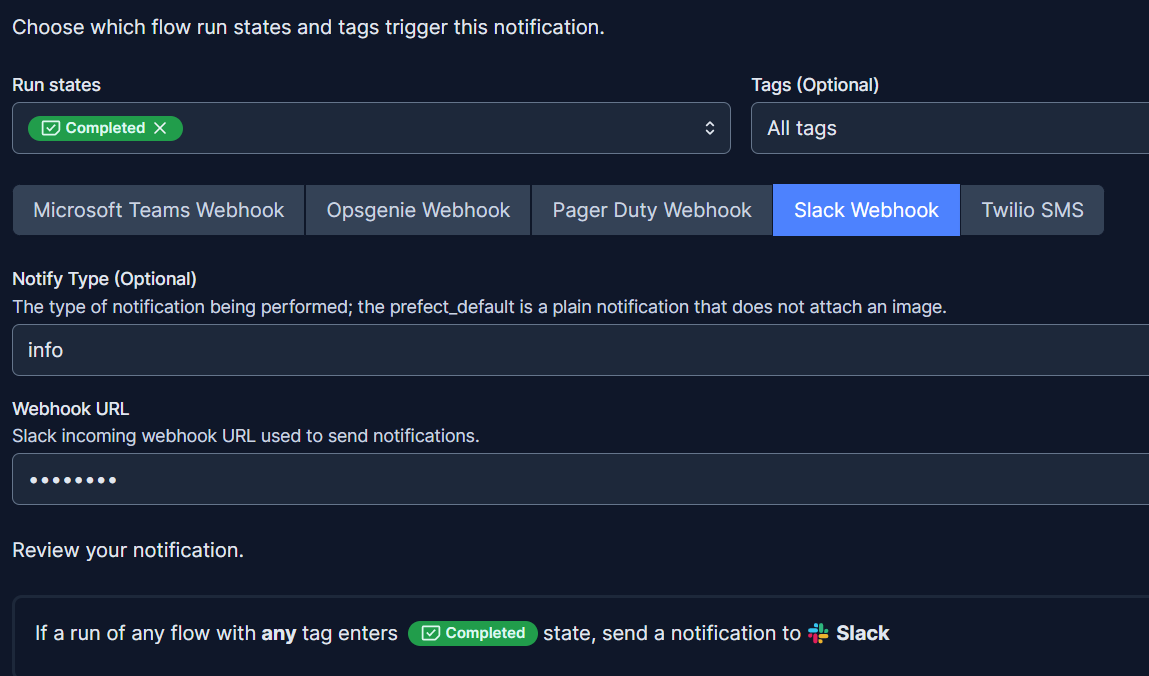 Choose which flow run states and tags trigger this notification.
Run states
Tags (Optional)
Completed
All tags
Microsoft Teams Webhook
Opsgenie Webhook
Pager Duty Webhook
Slack Webhook
Twilio SMS
Notify Type (Optional)
The type of notification being performed; the prefect_default is a plain notification that does not attach an image.
info
Webhook URL
Slack incoming webhook URL used to send notifications.
••••••••
Review your notification.
If a run of any flow with any tag enters Completed state, send a notification to Slack